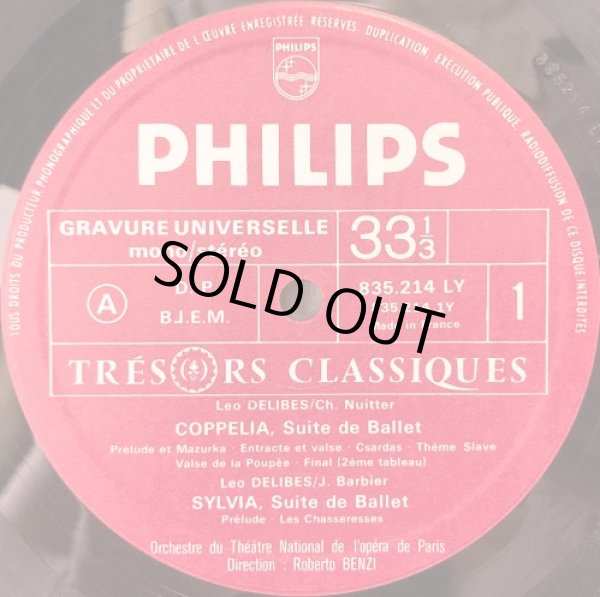 TOUS DROITS DU PRODUCTEUR PHONOGRAPHIQUE ET DU PROPRIETAIRE DE L'ŒUVRE ENREGISTRÉE RÉSERVÉS. DUPLICATION, EXÉCUTION PUBLIQUE, RADIODIFFUSION DE CE DISQUE INTERDITES
PHILIPS
PHILIPS
GRAVURE UNIVERSELLE
mono/stéréo
33 1/3
A
B.I.E.M.
835.214 LY
Made in France
1
SOLD OUT
TRÉSORS CLASSIQUES
Leo DELIBES/Ch. Nuitter
COPPELIA, Suite de Ballet
Prélude et Mazurka · Entracte et valse · Csardas · Thème Slave
Valse de la Poupée · Final (2ème tableau)
Leo DELIBES/J. Barbier
SYLVIA, Suite de Ballet
Prélude · Les Chasseresses
Orchestre du Théâtre National de l'opéra de Paris
Direction : Roberto BENZI